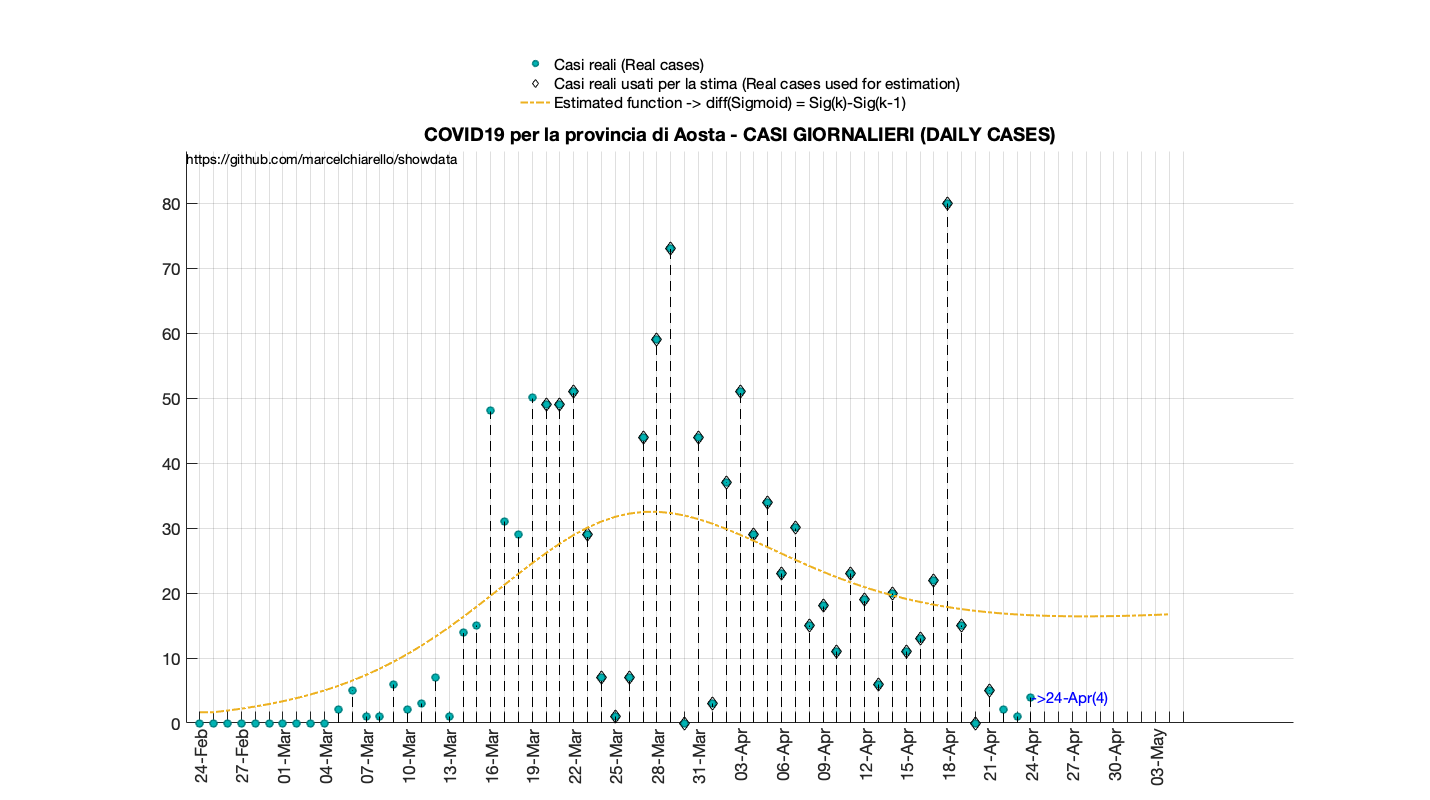 Casi reali (Real cases)
Casi reali usati per la stima (Real cases used for estimation)
Estimated function -> diff(Sigmoid) = Sig(k)-Sig(k-1)
COVID19 per la provincia di Aosta - CASI GIORNALIERI (DAILY CASES)
https://github.com/marcelchiarello/showdata
80
70
60
50
40
30
20
10
0
->24-Apr(4)
24-Feb
27-Feb
01-Mar
04-Mar
07-Mar
10-Mar
13-Mar
16-Mar
19-Mar
22-Mar
25-Mar
28-Mar
31-Mar
03-Apr
06-Apr
09-Apr
12-Apr
15-Apr
18-Apr
21-Apr
24-Apr
27-Apr
30-Apr
03-May